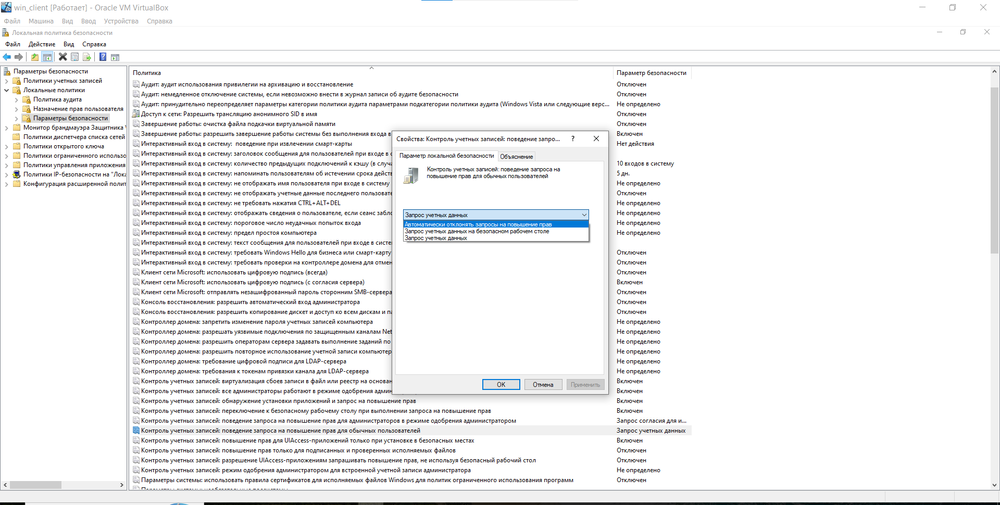 win_client [Работает] - Oracle VM VirtualBox
Файл Машина Вид Ввод Устройства Справка
Локальная политика безопасности
Файл Действие Вид Справка
Параметры безопасности
Политики учетных записей
Локальные политики
Политика аудита
Назначение прав пользователя
Параметры безопасности
Монитор брандмауэра Защитника
Политики диспетчера списка сетей
Политики открытого ключа
Политики ограниченного использо
Политики управления приложения
Политики IP-безопасности на "Лока
Конфигурация расширенной полит
Политика Параметр безопасности
Аудит: аудит использования привилегии на архивацию и восстановление Отключен
Аудит: немедленное отключение системы, если невозможно внести в журнал записи об аудите безопасности Отключен
Аудит: принудительно переопределяет параметры категории политики аудита параметрами подкатегории политики аудита (Windows Vista или следующие верс... Не определено
Доступ к сети: Разрешить трансляцию анонимного SID в имя Отключен
Завершение работы: очистка файла подкачки виртуальной памяти Отключен
Завершение работы: разрешить завершение работы системы без выполнения входа в Включен
Интерактивный вход в систему:  поведение при извлечении смарт-карты Нет действия
Интерактивный вход в систему: заголовок сообщения для пользователей при входе в с
Интерактивный вход в систему: количество предыдущих подключений к кэшу (в случа 10 входов в систему
Интерактивный вход в систему: напоминать пользователям об истечении срока дейст 5 дн.
Интерактивный вход в систему: не отображать имя пользователя при входе в систему Не определено
Интерактивный вход в систему: не отображать учетные данные последнего пользовате Отключен
Интерактивный вход в систему: не требовать нажатия CTRL+ALT+DEL Не определено
Интерактивный вход в систему: отображать сведения о пользователе, если сеанс забло Не определено
Интерактивный вход в систему: пороговое число неудачных попыток входа Не определено
Интерактивный вход в систему: предел простоя компьютера Не определено
Интерактивный вход в систему: текст сообщения для пользователей при входе в систе
Интерактивный вход в систему: требовать Windows Hello для бизнеса или смарт-карту Отключен
Интерактивный вход в систему: требовать проверки на контроллере домена для отмен Отключен
Клиент сети Microsoft: использовать цифровую подпись (всегда) Отключен
Клиент сети Microsoft: использовать цифровую подпись (с согласия сервера) Включен
Клиент сети Microsoft: отправлять незашифрованный пароль сторонним SMB-сервера Отключен
Консоль восстановления: разрешить автоматический вход администратора Отключен
Консоль восстановления: разрешить копирование дискет и доступ ко всем дискам и па Отключен
Контроллер домена: запретить изменение пароля учетных записей компьютера Не определено
Контроллер домена: разрешать уязвимые подключения по защищенным каналам Net Не определено
Контроллер домена: разрешить операторам сервера задавать выполнение заданий по Не определено
Контроллер домена: разрешить повторное использование учетной записи компьютер Не определено
Контроллер домена: требование цифровой подписи для LDAP-сервера Не определено
Контроллер домена: требования к токенам привязки канала для LDAP-сервера Не определено
Контроль учетных записей: виртуализация сбоев записи в файл или реестр на основан Включен
Контроль учетных записей: все администраторы работают в режиме одобрения админ Включен
Контроль учетных записей: обнаружение установки приложений и запрос на повышение прав Включен
Контроль учетных записей: переключение к безопасному рабочему столу при выполнении запроса на повышение прав Включен
Контроль учетных записей: поведение запроса на повышение прав для администраторов в режиме одобрения администратором Запрос согласия для и...
Контроль учетных записей: поведение запроса на повышение прав для обычных пользователей Запрос учетных данных
Контроль учетных записей: повышение прав для UIAccess-приложений только при установке в безопасных местах Включен
Контроль учетных записей: повышение прав только для подписанных и проверенных исполняемых файлов Отключен
Контроль учетных записей: разрешение UIAccess-приложениям запрашивать повышение прав, не используя безопасный рабочий стол Отключен
Контроль учетных записей: режим одобрения администратором для встроенной учетной записи администратора Не определено
Параметры системы: использовать правила сертификатов для исполняемых файлов Windows для политик ограниченного использования программ Отключен
Свойства: Контроль учетных записей: поведение запро... ?
Параметр локальной безопасности Объяснение
Контроль учетных записей: поведение запроса на
повышение прав для обычных пользователей
Запрос учетных данных
Автоматически отклонять запросы на повышение прав
Запрос учетных данных на безопасном рабочем столе
Запрос учетных данных
ОК Отмена Применить